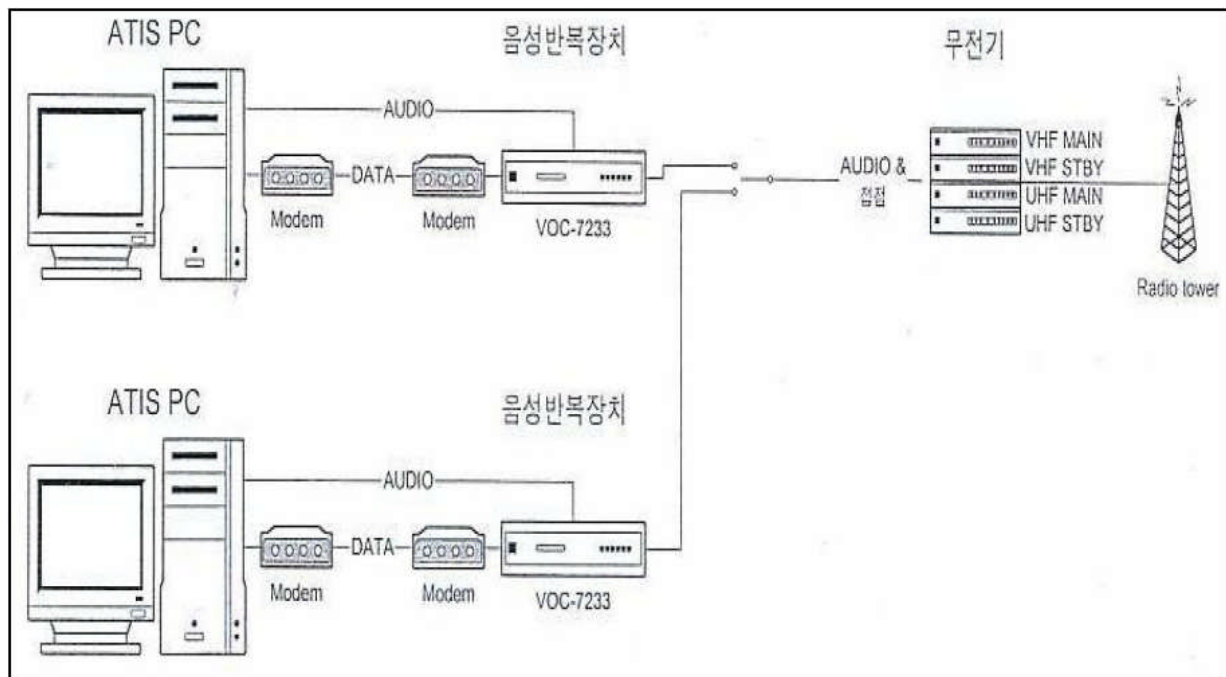 ATIS PC
음성반복장치
무전기
AUDIO
VHF MAIN
VHF STBY
UHF MAIN
UHF STBY
DATA
AUDIO &
접점
Modem
Modem
VOC-7233
Radio tower
ATIS PC
음성반복장치
AUDIO
DATA
Modem
Modem
VOC-7233